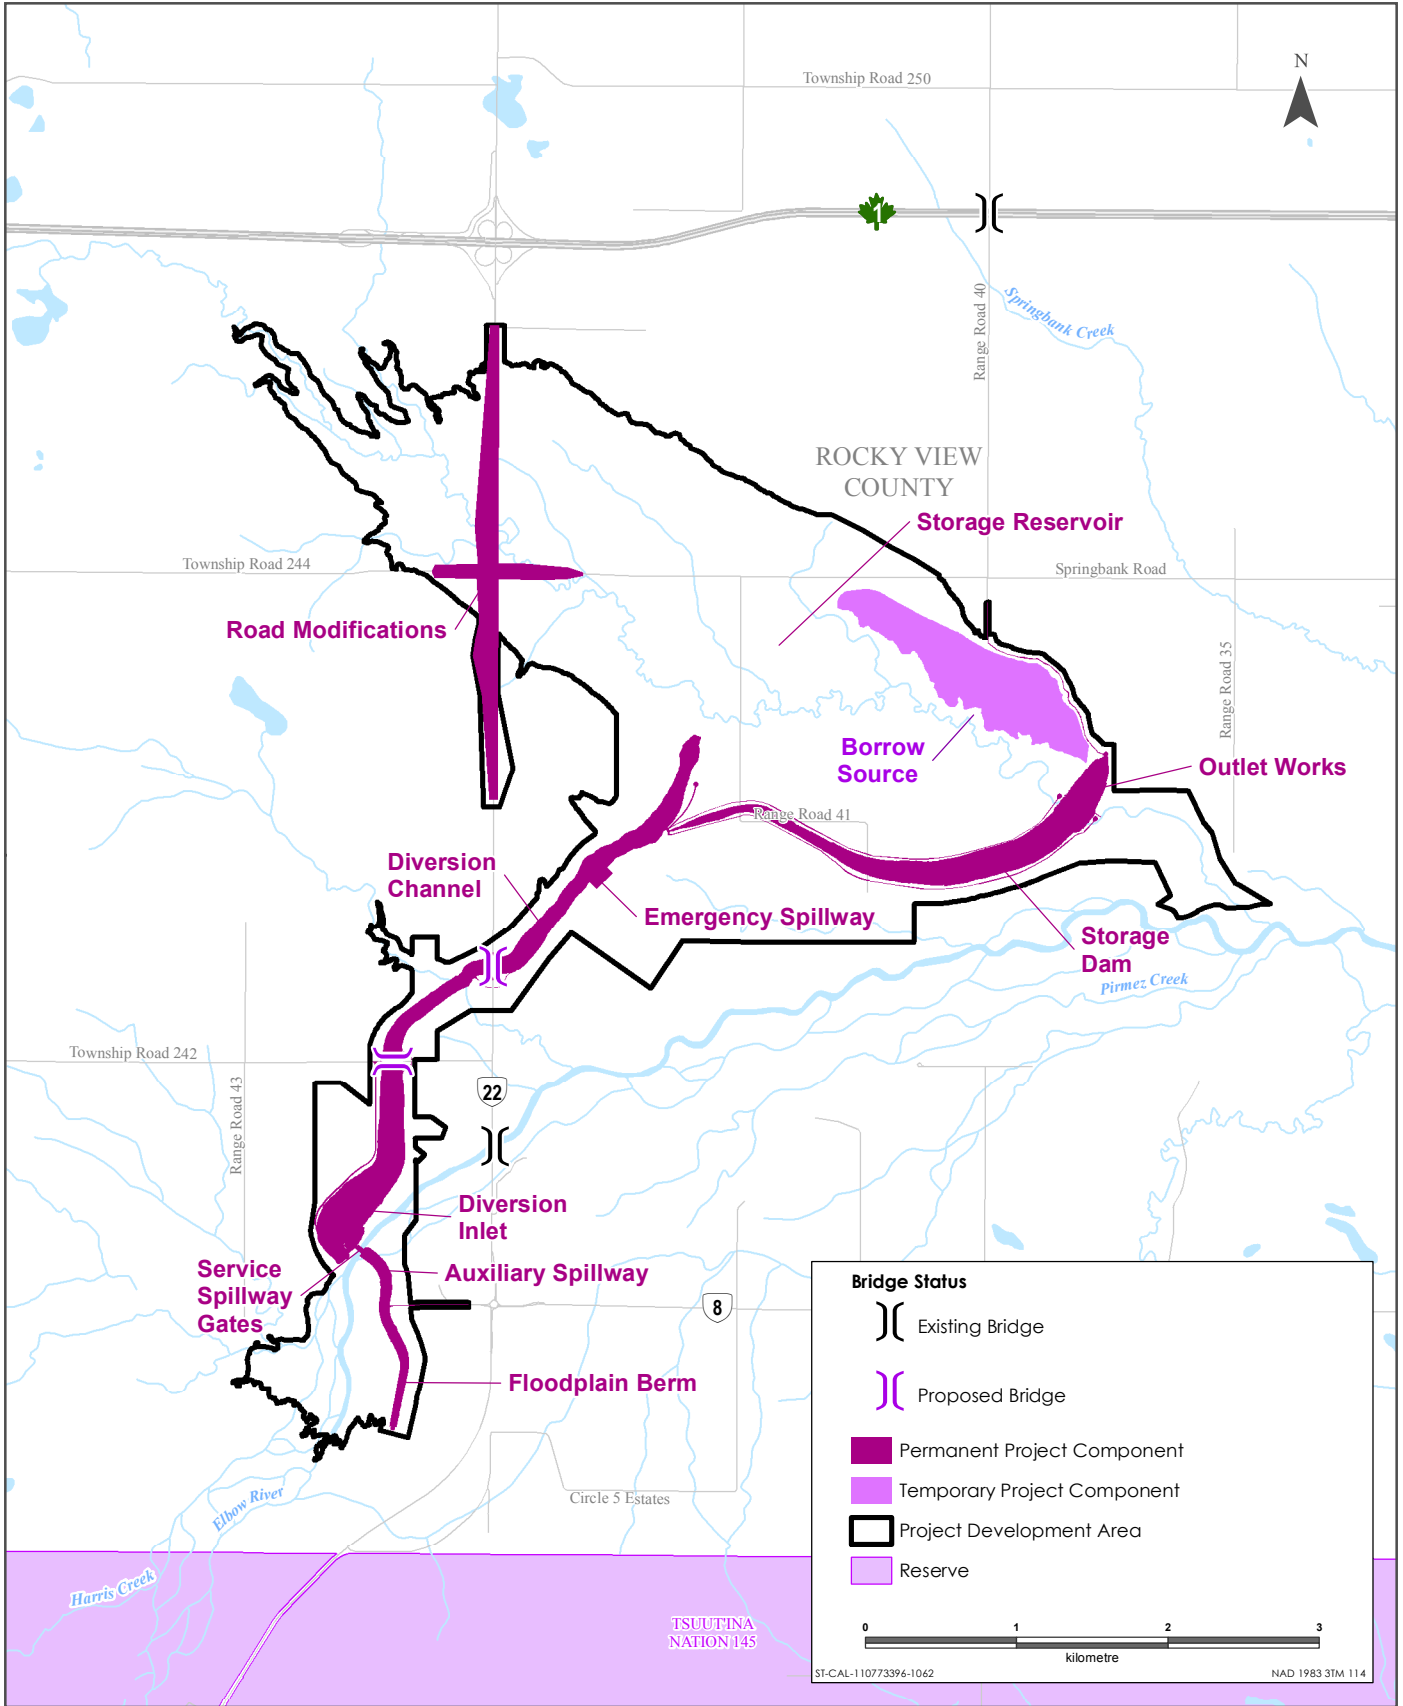 Township Road 250
N
1
Range Road 40
Springbank Creek
ROCKY VIEW
COUNTY
Storage Reservoir
Township Road 244
Springbank Road
Road Modifications
Range Road 35
Borrow
Source
Outlet Works
Range Road 41
Diversion
Channel
Emergency Spillway
Storage
Dam
Pirmez Creek
Township Road 242
22
Range Road 43
Diversion
Inlet
Service
Spillway
Gates
Auxiliary Spillway
8
Floodplain Berm
Circle 5 Estates
Elbow River
Harris Creek
TSUUT'INA
NATION 145
Bridge Status
Existing Bridge
Proposed Bridge
Permanent Project Component
Temporary Project Component
Project Development Area
Reserve
0 1 2 3
kilometre
ST-CAL-110773396-1062 NAD 1983 3TM 114